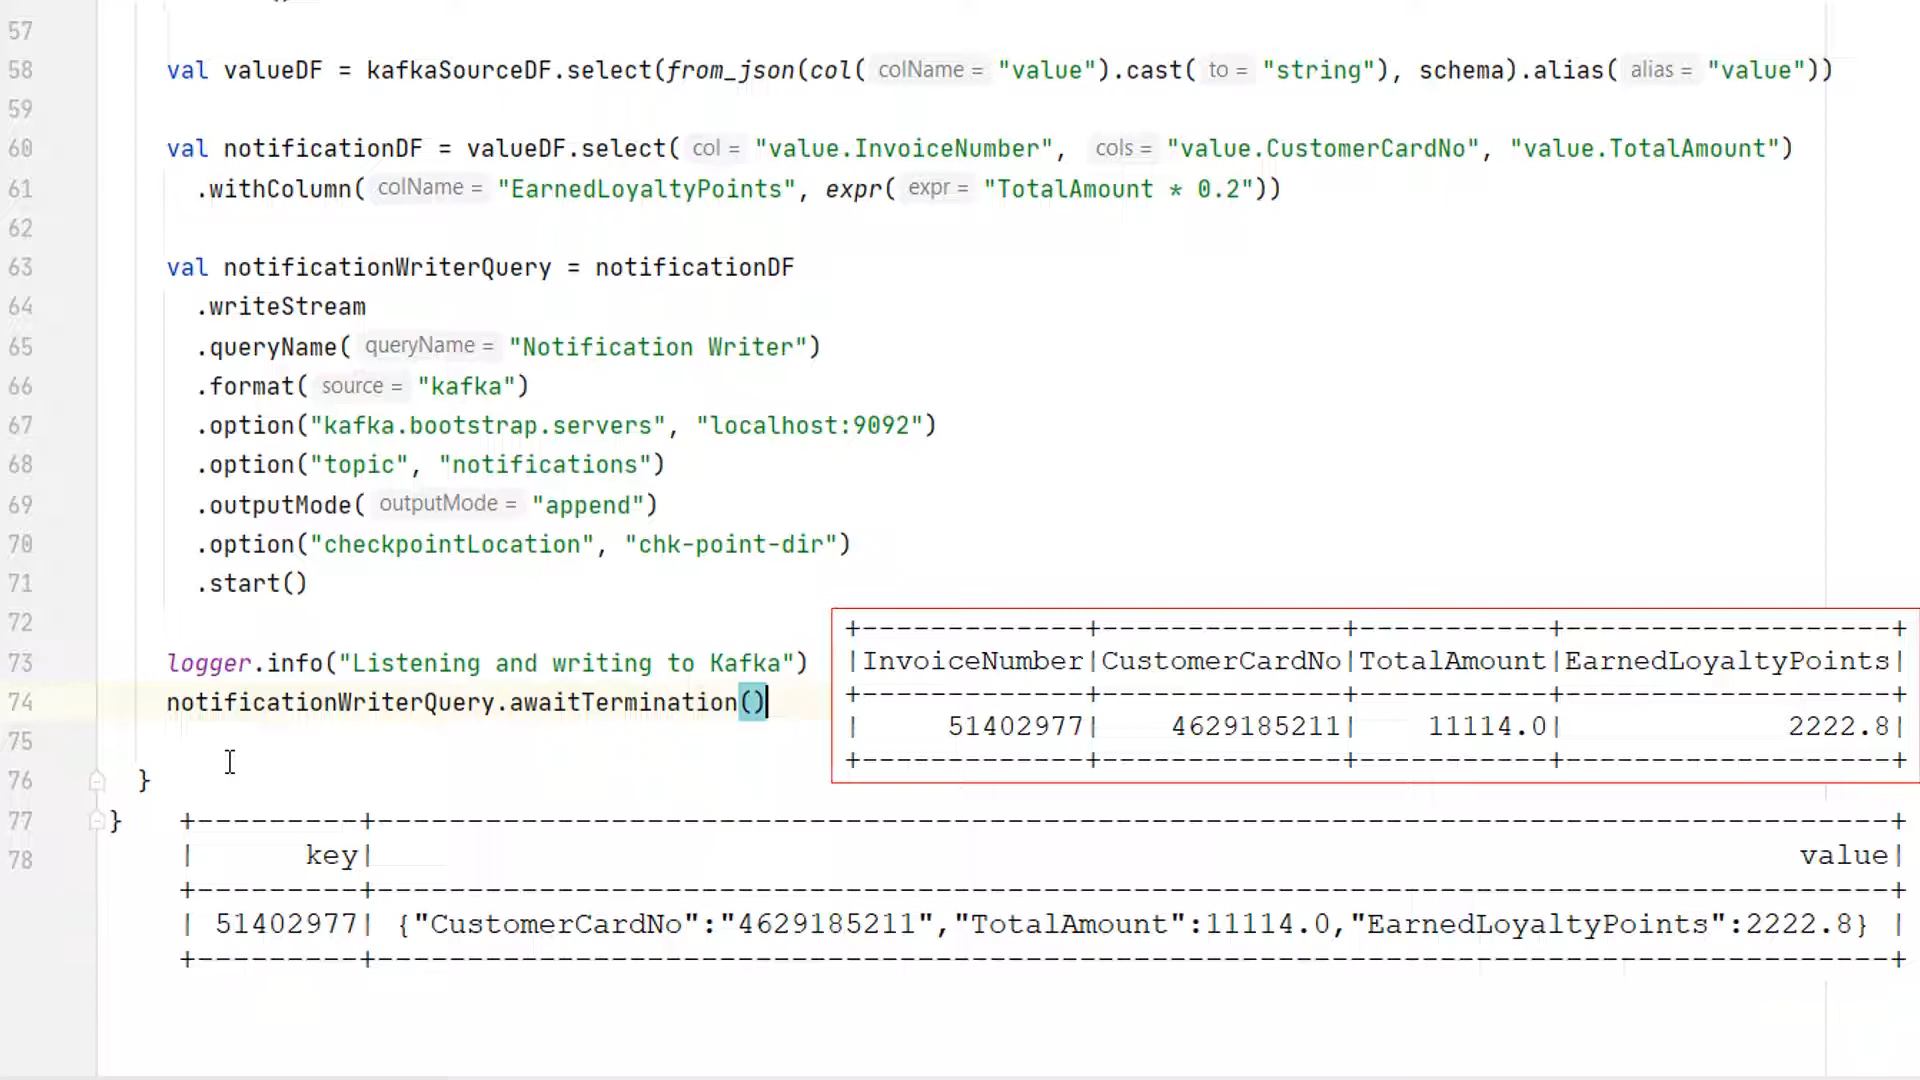 57
58 val valueDF = kafkaSourceDF.select(from_json(col( colName = "value").cast( to = "string"), schema).alias( alias = "value"))
59
60 val notificationDF = valueDF.select( col = "value.InvoiceNumber", cols = "value.CustomerCardNo", "value.TotalAmount")
61 .withColumn( colName = "EarnedLoyaltyPoints", expr( expr = "TotalAmount * 0.2"))
62
63 val notificationWriterQuery = notificationDF
64 .writeStream
65 .queryName( queryName = "Notification Writer")
66 .format( source = "kafka")
67 .option("kafka.bootstrap.servers", "localhost:9092")
68 .option("topic", "notifications")
69 .outputMode( outputMode = "append")
70 .option("checkpointLocation", "chk-point-dir")
71 .start()
72
73 logger.info("Listening and writing to Kafka")
74 notificationWriterQuery.awaitTermination()
75
76 }
77 }
78
+-------------+--------------+-----------+-------------------+
|InvoiceNumber|CustomerCardNo|TotalAmount|EarnedLoyaltyPoints|
+-------------+--------------+-----------+-------------------+
| 51402977| 4629185211| 11114.0| 2222.8|
+-------------+--------------+-----------+-------------------+
+---------+---------------------------------------------------------------------------------------+
| key| value|
+---------+---------------------------------------------------------------------------------------+
| 51402977| {"CustomerCardNo":"4629185211","TotalAmount":11114.0,"EarnedLoyaltyPoints":2222.8} |
+---------+---------------------------------------------------------------------------------------+